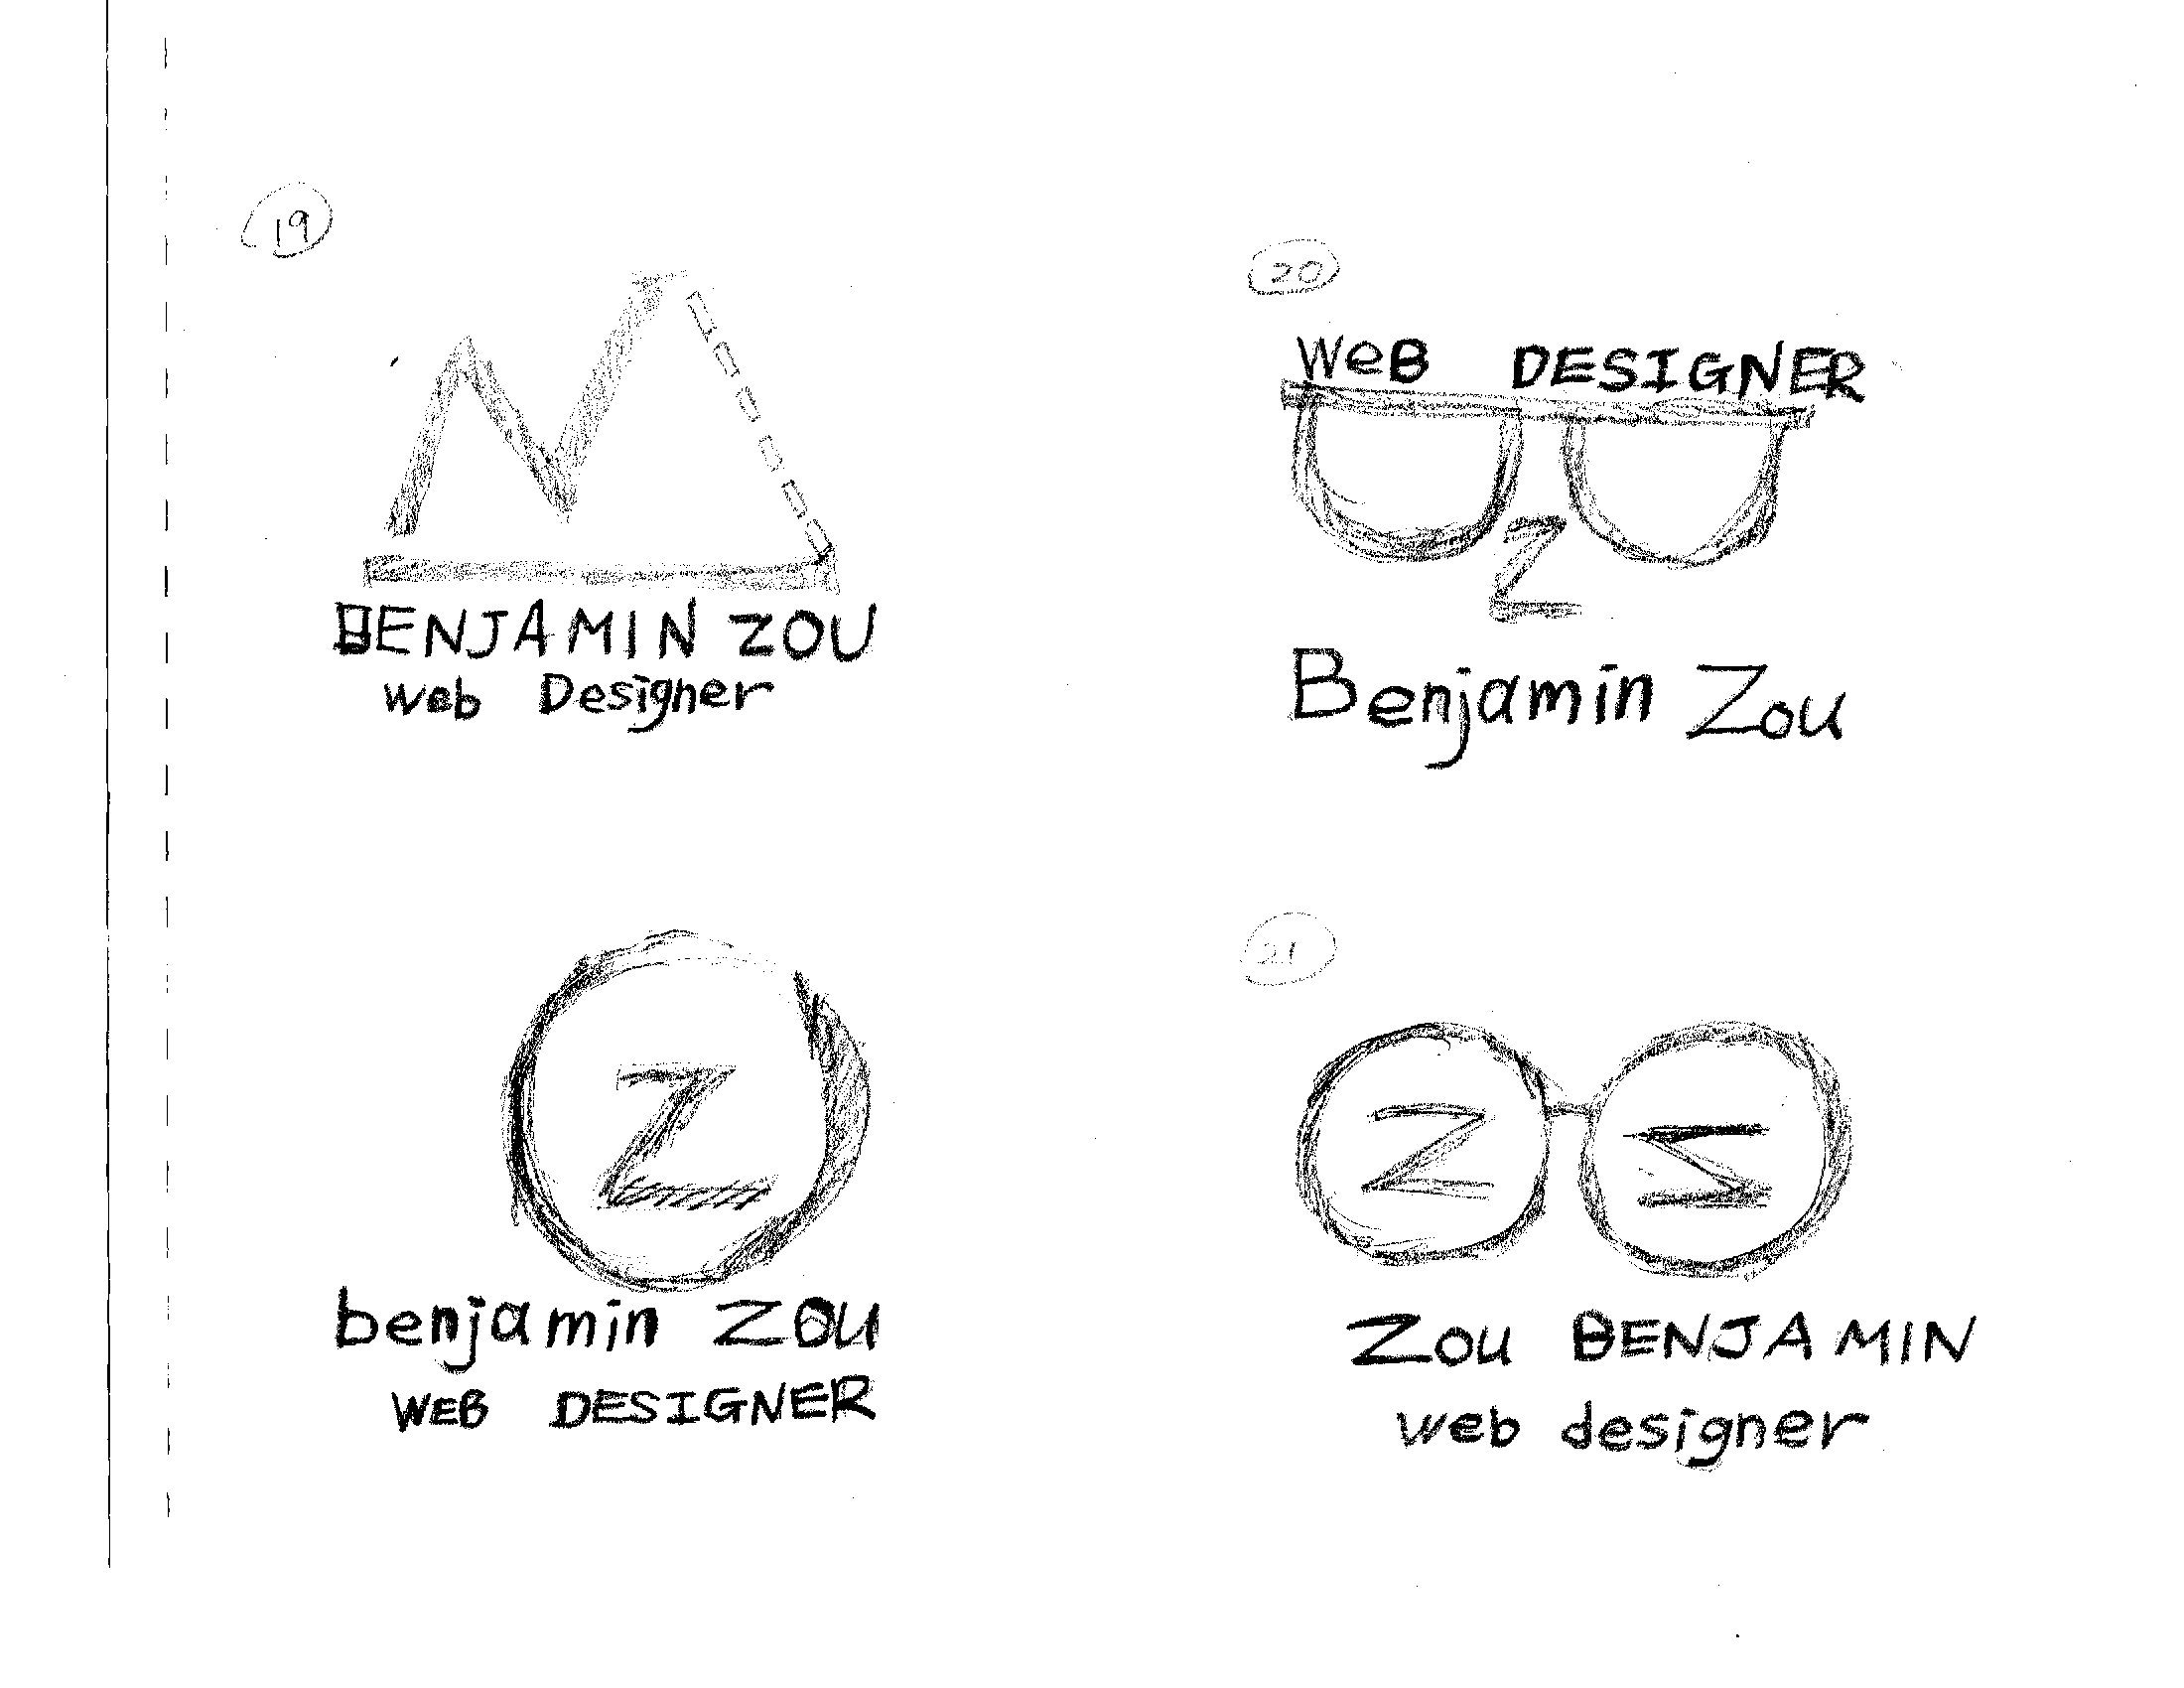 19
BENJAMIN ZOU
Web Designer
20
WeB DESIGNER
Z
Benjamin Zou
Z
benjamin ZOU
WEB DESIGNER
21
Z
Zou BENJAMIN
web designer